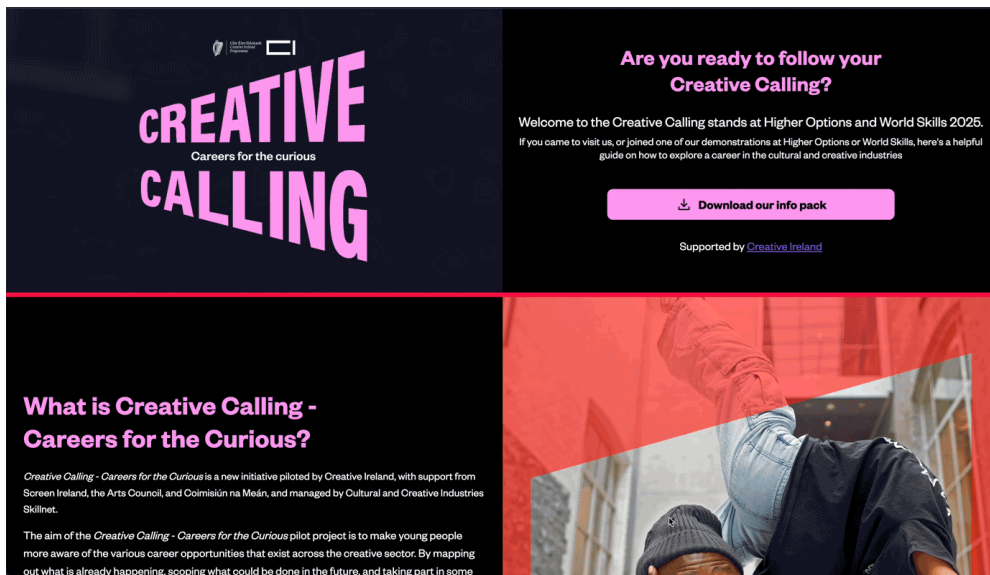 CREATIVE
Careers for the curious
CALLING
Are you ready to follow your
Creative Calling?
Welcome to the Creative Calling stands at Higher Options and World Skills 2025.
If you came to visit us, or joined one of our demonstrations at Higher Options or World Skills, here's a helpful
guide on how to explore a career in the cultural and creative industries
Download our info pack
Supported by Creative Ireland
What is Creative Calling -
Careers for the Curious?
Creative Calling - Careers for the Curious is a new initiative piloted by Creative Ireland, with support from
Screen Ireland, the Arts Council, and Coimisiún na Meán, and managed by Cultural and Creative Industries
Skillnet.
The aim of the Creative Calling - Careers for the Curious pilot project is to make young people
more aware of the various career opportunities that exist across the creative sector. By mapping
out what is already happening, scoping what could be done in the future, and taking part in some